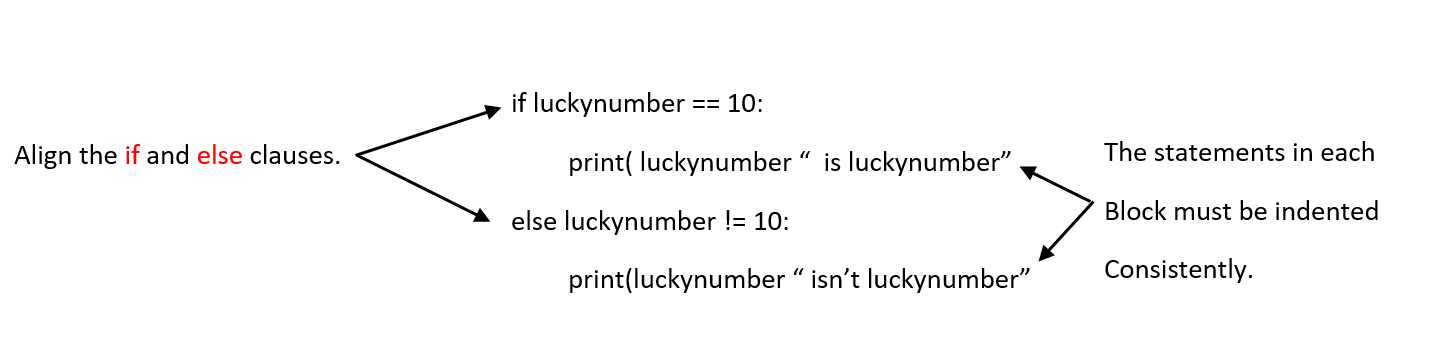 Align the if and else clauses.
if luckynumber == 10:
print( luckynumber “  is luckynumber”
else luckynumber != 10:
print(luckynumber “ isn’t luckynumber”
The statements in each
Block must be indented
Consistently.